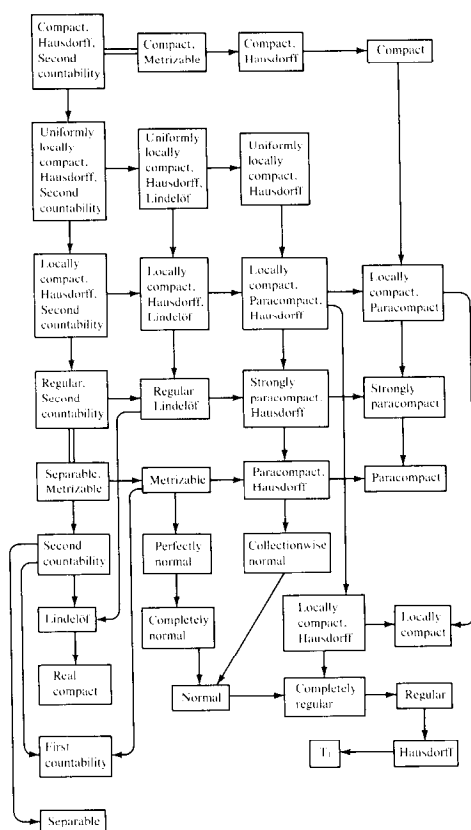 Compact,
Hausdorff,
Second
countability
Compact,
Metrizable
Compact,
Hausdorff
Compact
Uniformly
locally
compact,
Hausdorff,
Second
countability
Uniformly
locally
compact,
Hausdorff,
Lindelöf
Uniformly
locally
compact,
Hausdorff
Locally
compact,
Hausdorff,
Second
countability
Locally
compact,
Hausdorff,
Lindelöf
Locally
compact,
Paracompact,
Hausdorff
Locally
compact,
Paracompact
Regular,
Second
countability
Regular
Lindelöf
Strongly
paracompact,
Hausdorff
Strongly
paracompact
Separable,
Metrizable
Metrizable
Paracompact,
Hausdorff
Paracompact
Second
countability
Perfectly
normal
Collectionwise
normal
Lindelöf
Completely
normal
Locally
compact,
Hausdorff
Locally
compact
Real
compact
Normal
Completely
regular
Regular
First
countability
T₁
Hausdorff
Separable